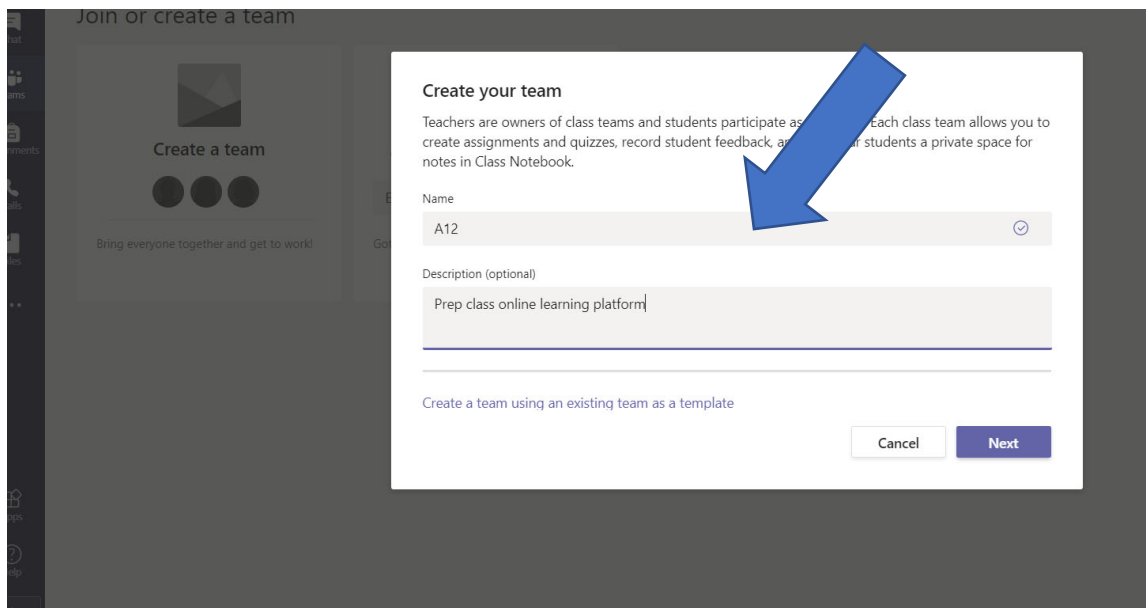 Join or create a team
Create a team
Bring everyone together and get to work!
Create your team
Teachers are owners of class teams and students participate as Each class team allows you to
create assignments and quizzes, record student feedback, students a private space for
notes in Class Notebook.
Name
A12
Description (optional)
Prep class online learning platform
Create a team using an existing team as a template
Cancel
Next